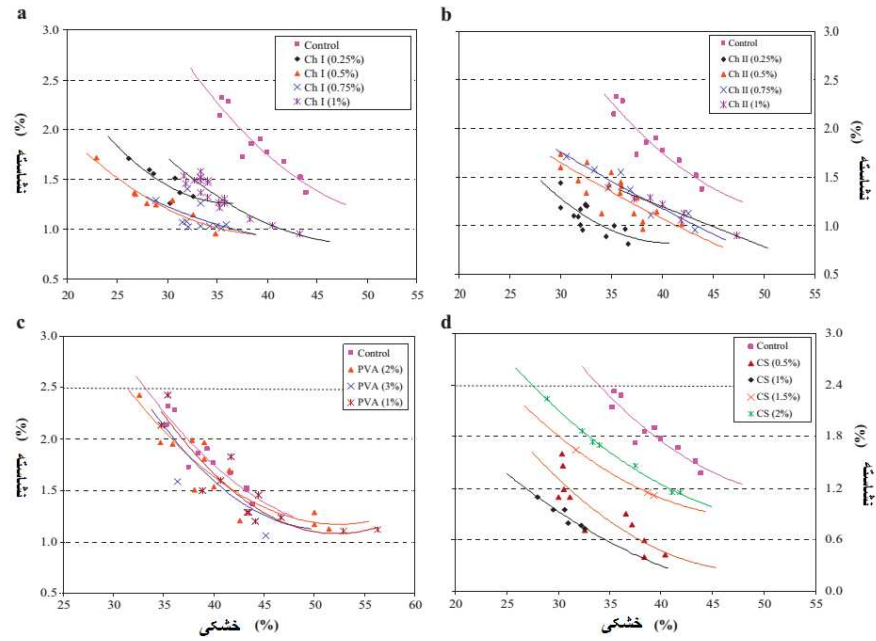 a
3.0
2.5
2.0
1.5
1.0
0.5
20 25 30 35 40 45 50 55
(%)
نشاسته
Control
Ch I (0.25%)
Ch I (0.5%)
Ch I (0.75%)
Ch I (1%)
b
3.0
2.5
2.0
1.5
1.0
0.5
25 30 35 40 45 50 55
(%)
نشاسته
Control
Ch II (0.25%)
Ch II (0.5%)
Ch II (0.75%)
Ch II (1%)
c
3.0
2.5
2.0
1.5
1.0
0.5
25 30 35 40 45 50 55 60
(%)
نشاسته
خشکی (%)
Control
PVA (2%)
PVA (3%)
PVA (1%)
d
3.0
2.4
1.8
1.2
0.6
0.0
20 25 30 35 40 45 50 55
(%)
نشاسته
خشکی (%)
Control
CS (0.5%)
CS (1%)
CS (1.5%)
CS (2%)